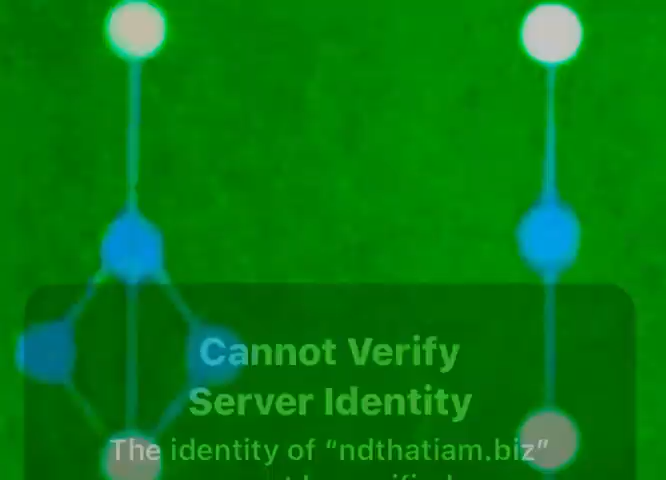 Cannot Verify
Server Identity
The identity of “ndthatiam.biz”